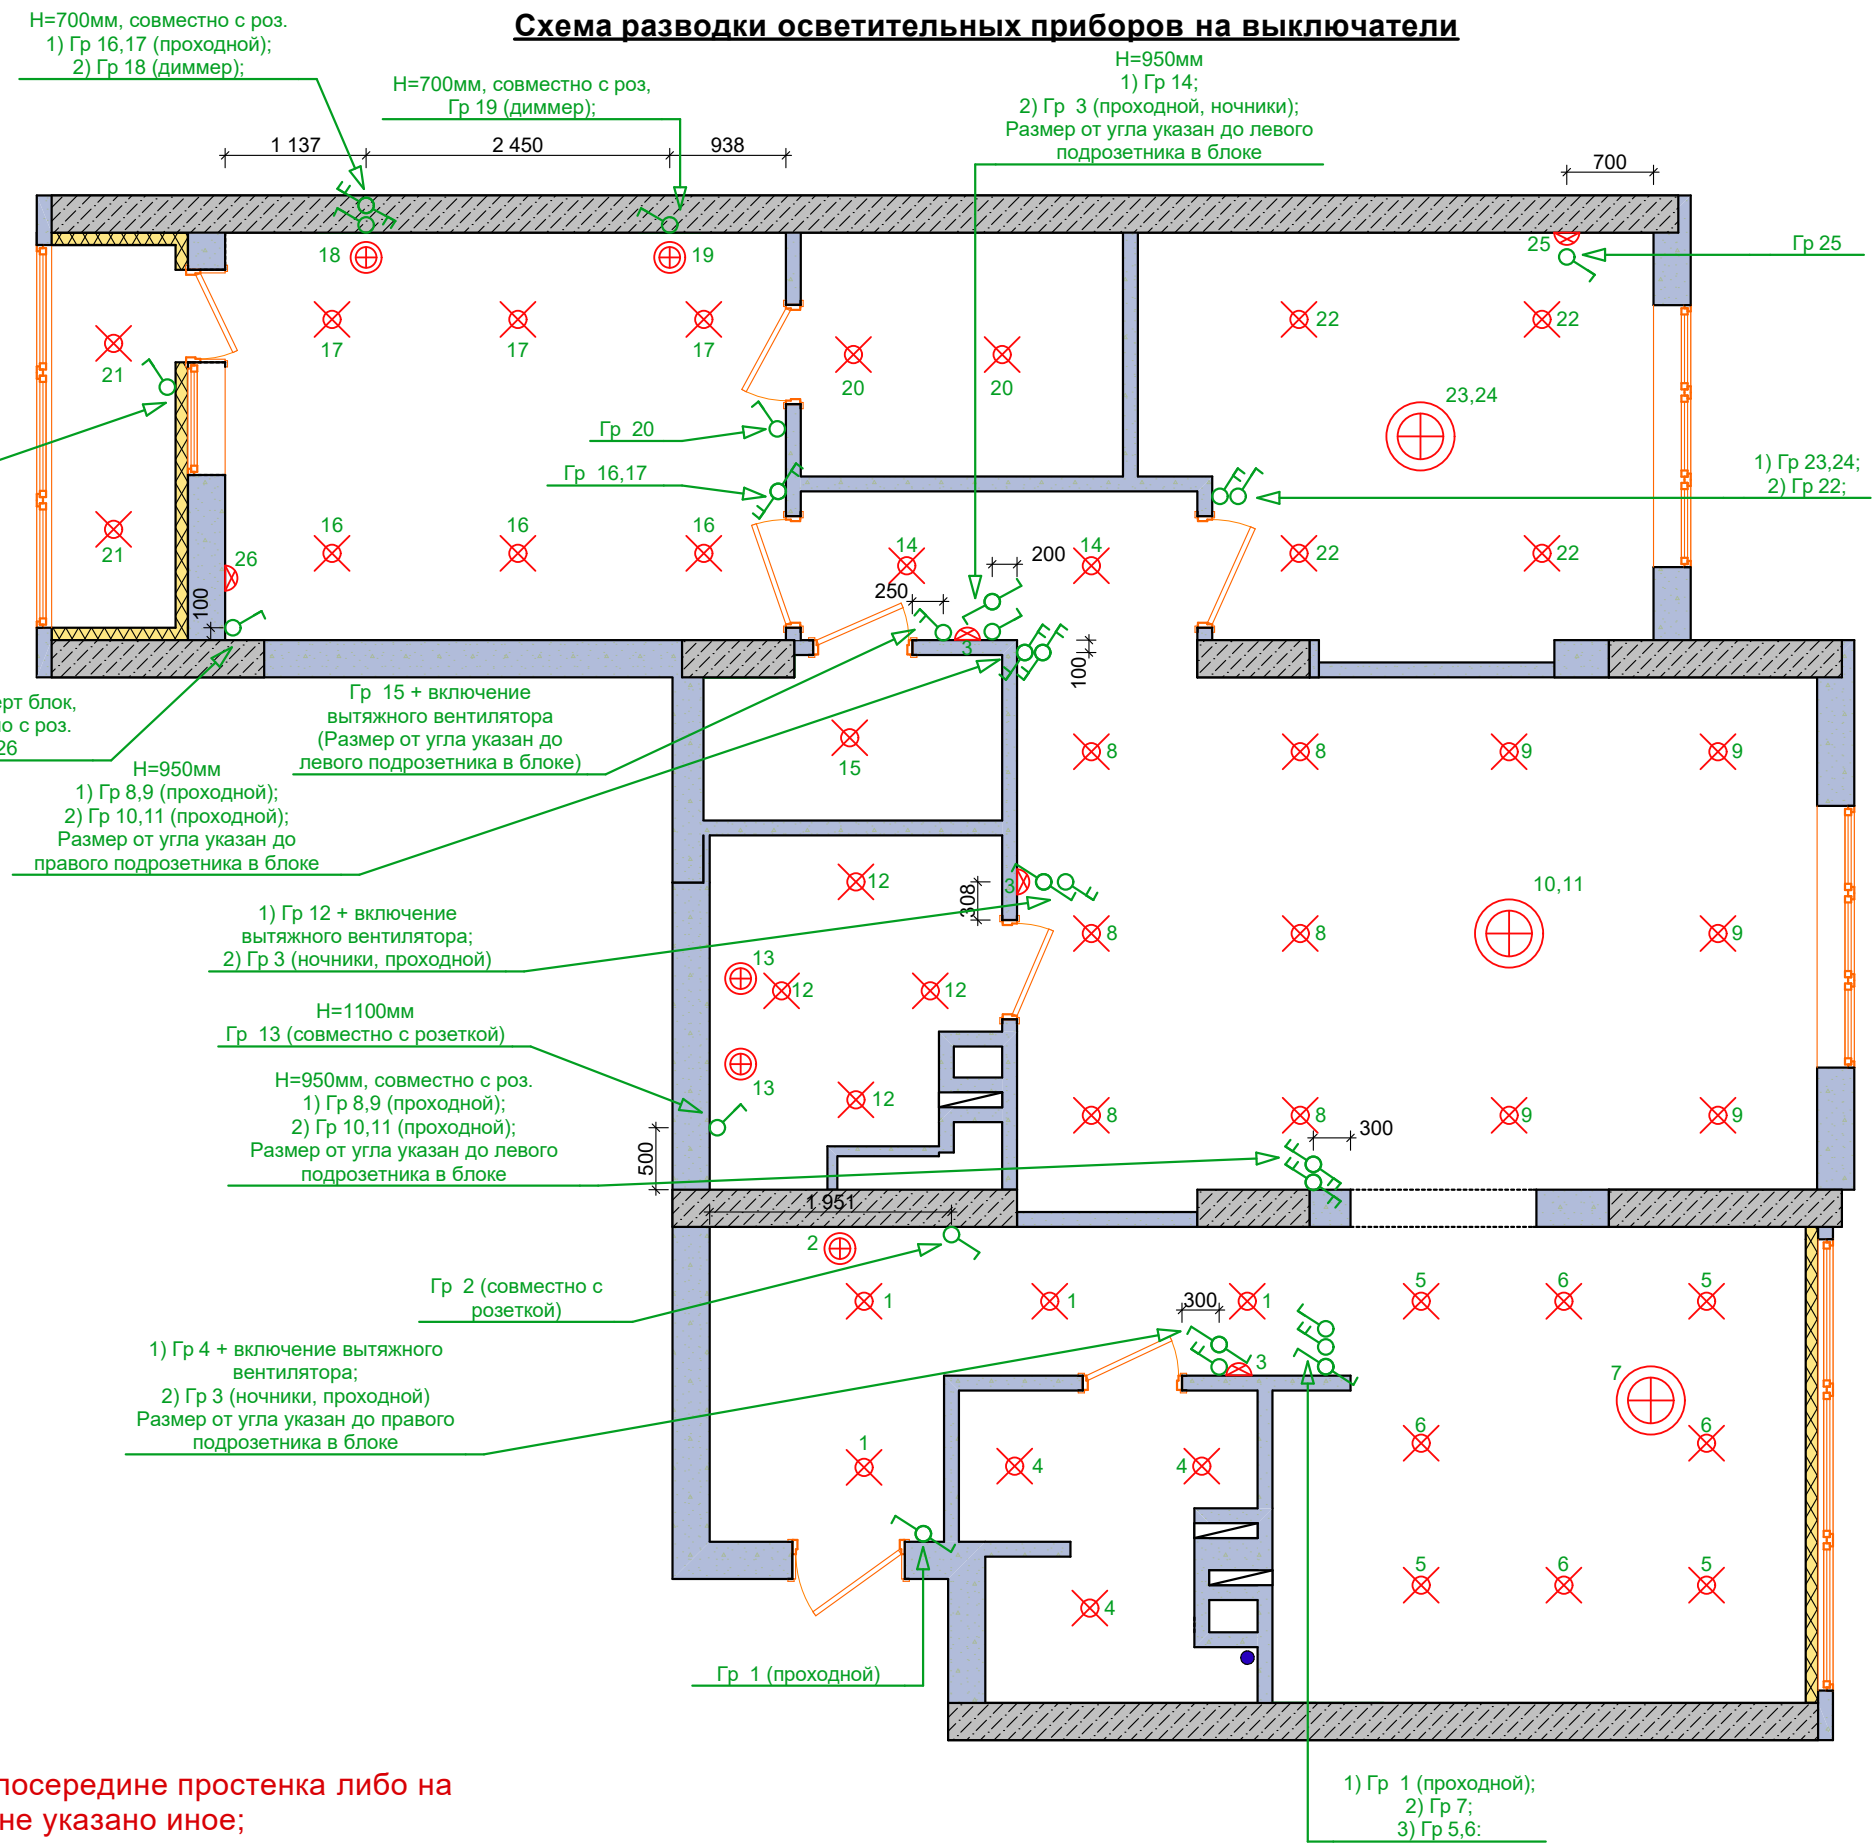 Схема разводки осветительных приборов на выключатели
H=700мм, совместно с роз.
1) Гр 16,17 (проходной);
2) Гр 18 (диммер);
H=700мм, совместно с роз,
Гр 19 (диммер);
H=950мм
1) Гр 14;
2) Гр 3 (проходной, ночники);
Размер от угла указан до левого
подрозетника в блоке
1 137
2 450
938
700
18
19
25
Гр 25
17
17
17
21
20
20
22
22
23,24
Гр 20
Гр 16,17
1) Гр 23,24;
2) Гр 22;
21
16
16
16
26
14
14
200
22
22
250
100
3
100
ерт блок,
но с роз.
26
Гр 15 + включение
вытяжного вентилятора
(Размер от угла указан до
левого подрозетника в блоке)
15
8
8
9
9
H=950мм
1) Гр 8,9 (проходной);
2) Гр 10,11 (проходной);
Размер от угла указан до
правого подрозетника в блоке
12
3
308
10,11
1) Гр 12 + включение
вытяжного вентилятора;
2) Гр 3 (ночники, проходной)
8
8
9
13
12
12
H=1100мм
Гр 13 (совместно с розеткой)
13
12
8
8
9
9
H=950мм, совместно с роз.
1) Гр 8,9 (проходной);
2) Гр 10,11 (проходной);
Размер от угла указан до левого
подрозетника в блоке
500
300
1 951
2
Гр 2 (совместно с
розеткой)
1
1
1
300
5
6
5
3
7
1) Гр 4 + включение вытяжного
вентилятора;
2) Гр 3 (ночники, проходной)
Размер от угла указан до правого
подрозетника в блоке
1
4
4
6
6
4
5
6
5
Гр 1 (проходной)
1) Гр 1 (проходной);
2) Гр 7;
3) Гр 5,6:
посередине простенка либо на
не указано иное;